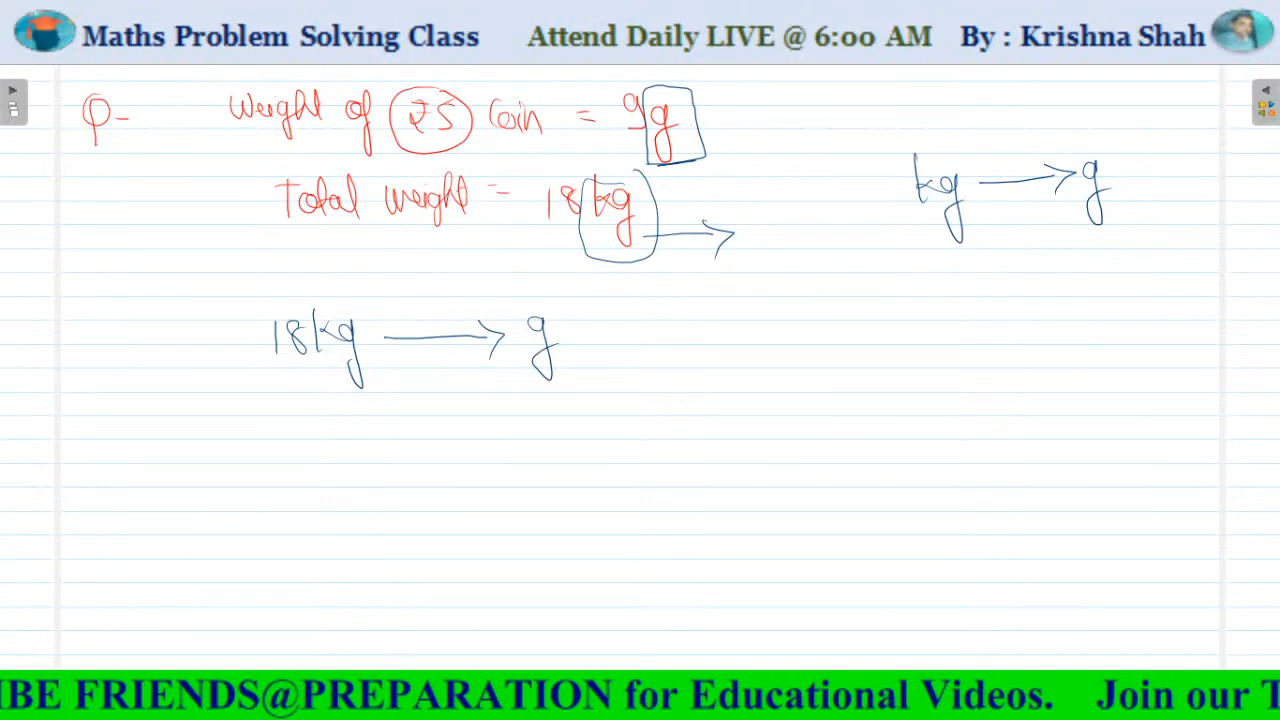 Maths Problem Solving Class Attend Daily LIVE @ 6:00 AM By : Krishna Shah
Q- Weight of ₹5 Coin = 9g
Total weight = 18kg
kg → g
18kg → g
IBE FRIENDS@PREPARATION for Educational Videos. Join our T